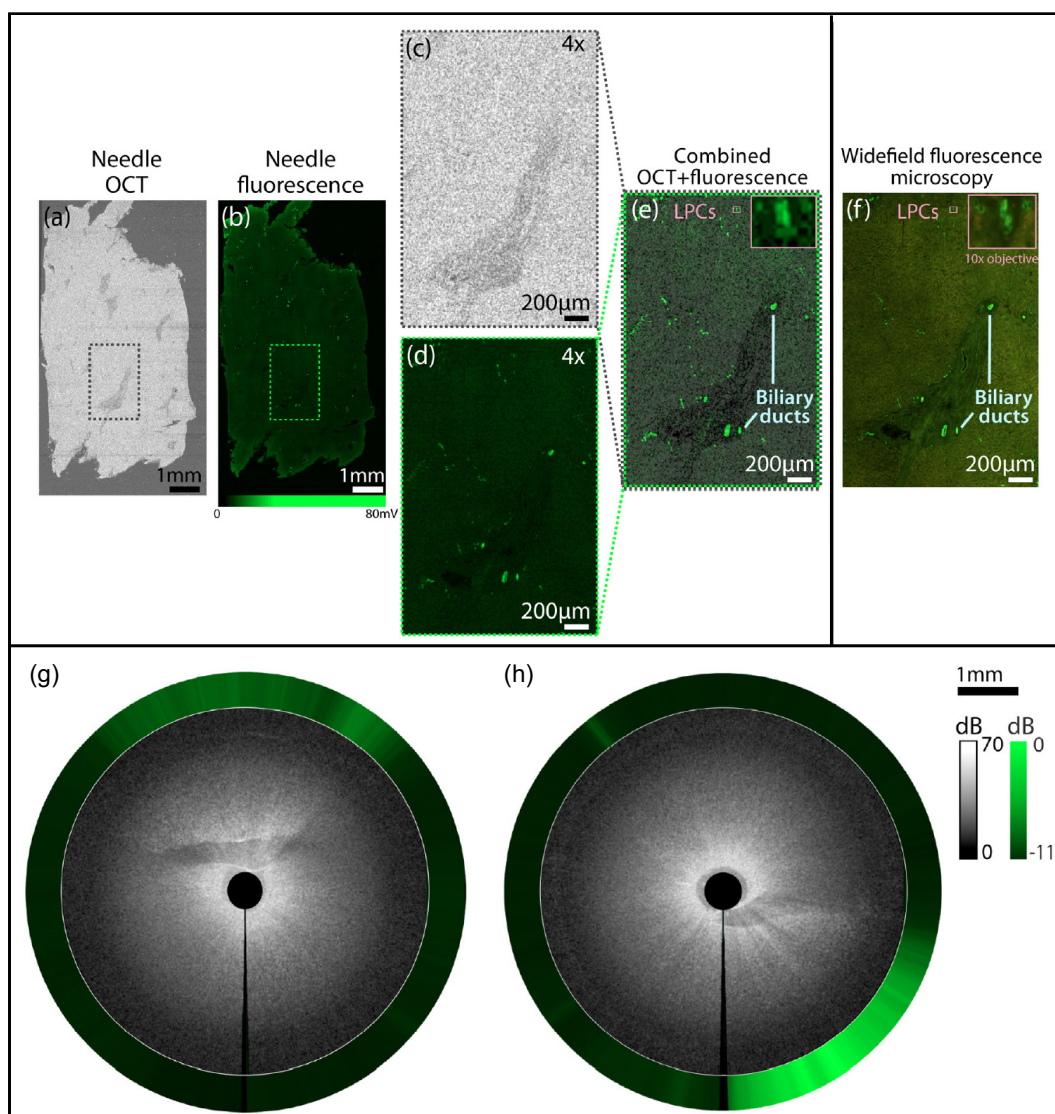 Needle
OCT
(a)
1mm
Needle
fluorescence
(b)
1mm
0
80mV
(c)
4x
200μm
(d)
4x
200μm
Combined
OCT+fluorescence
(e)
LPCs
Biliary
ducts
200μm
Widefield fluorescence
microscopy
(f)
LPCs
10x objective
Biliary
ducts
200μm
(g)
(h)
1mm
dB
70
0
dB
0
-11